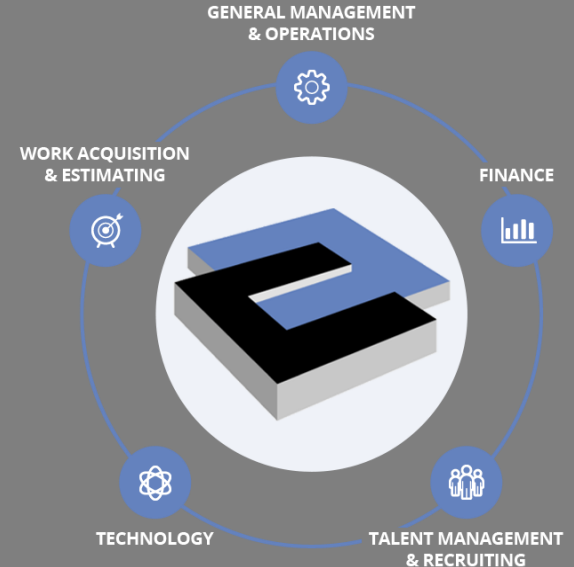 GENERAL MANAGEMENT
& OPERATIONS
WORK ACQUISITION
& ESTIMATING
FINANCE
TECHNOLOGY
TALENT MANAGEMENT
& RECRUITING